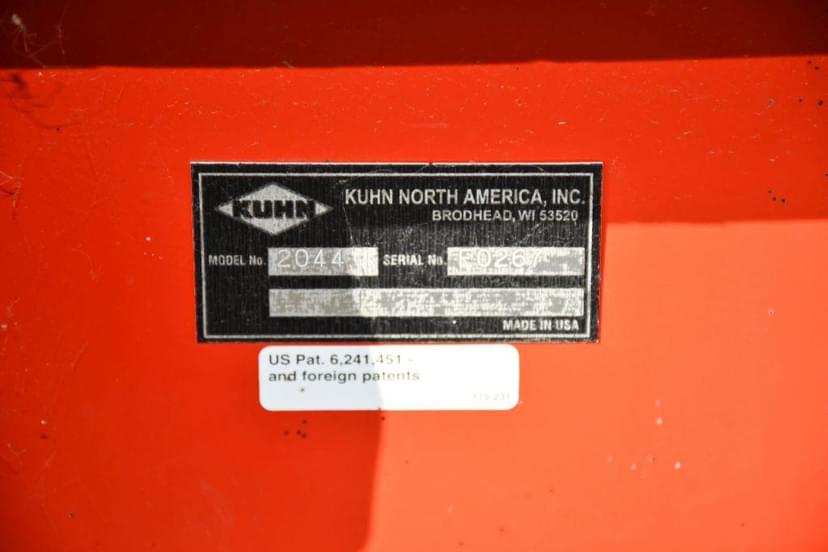 KUHN
KUHN NORTH AMERICA, INC.
BRODHEAD, WI 53520
MODEL No. 2044
SERIAL No.
MADE IN USA
US Pat. 6,241,451 -
and foreign patents